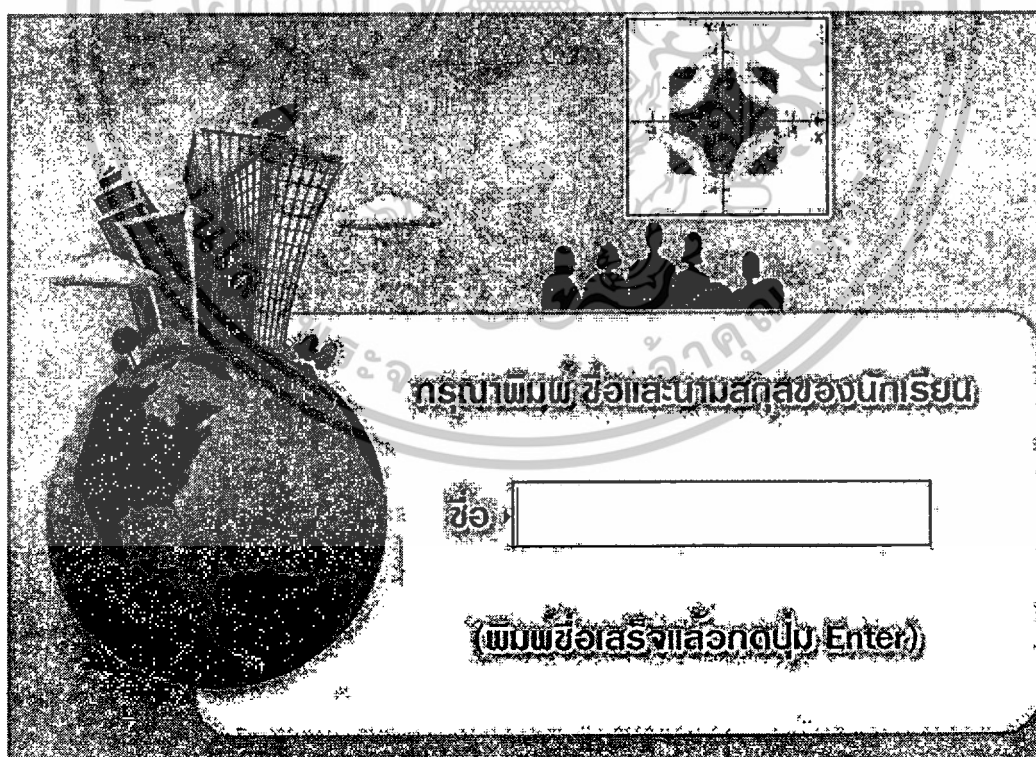 กรุณาพิมพ์ ชื่อและนามสกุลของนักเรียน
ชื่อ
(พิมพ์ชื่อเสร็จแล้วกดปุ่ม Enter)